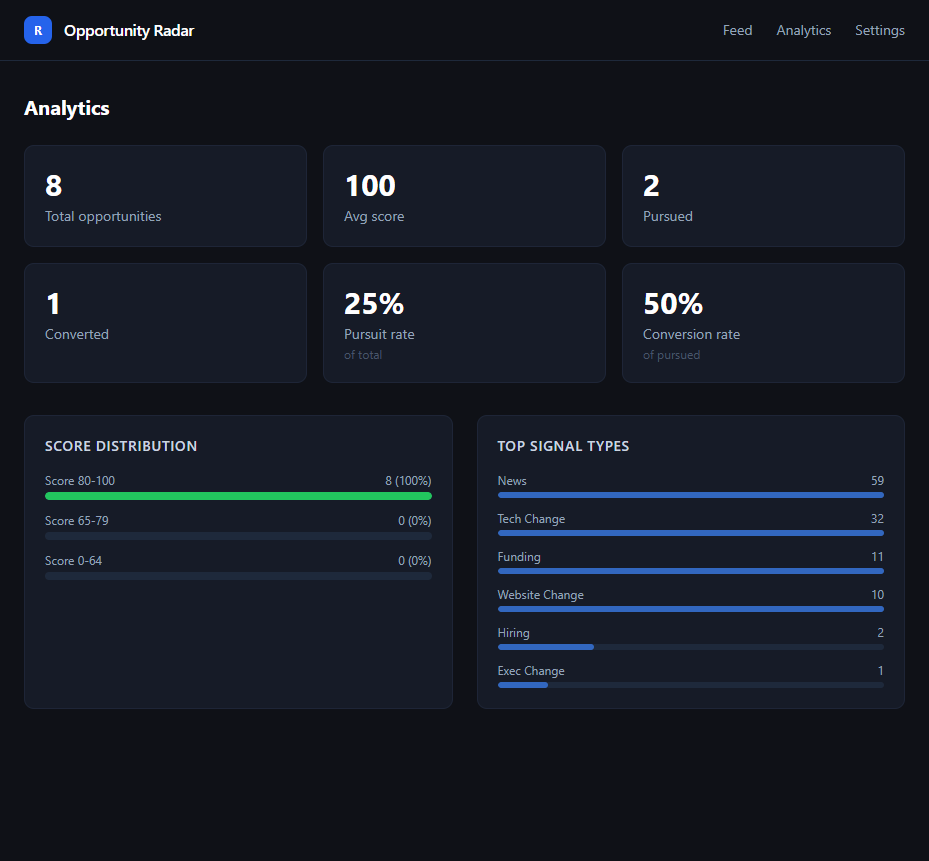 R Opportunity Radar Feed Analytics Settings
Analytics
8
Total opportunities
100
Avg score
2
Pursued
1
Converted
25%
Pursuit rate
of total
50%
Conversion rate
of pursued
SCORE DISTRIBUTION
Score 80-100 8 (100%)
Score 65-79 0 (0%)
Score 0-64 0 (0%)
TOP SIGNAL TYPES
News 59
Tech Change 32
Funding 11
Website Change 10
Hiring 2
Exec Change 1